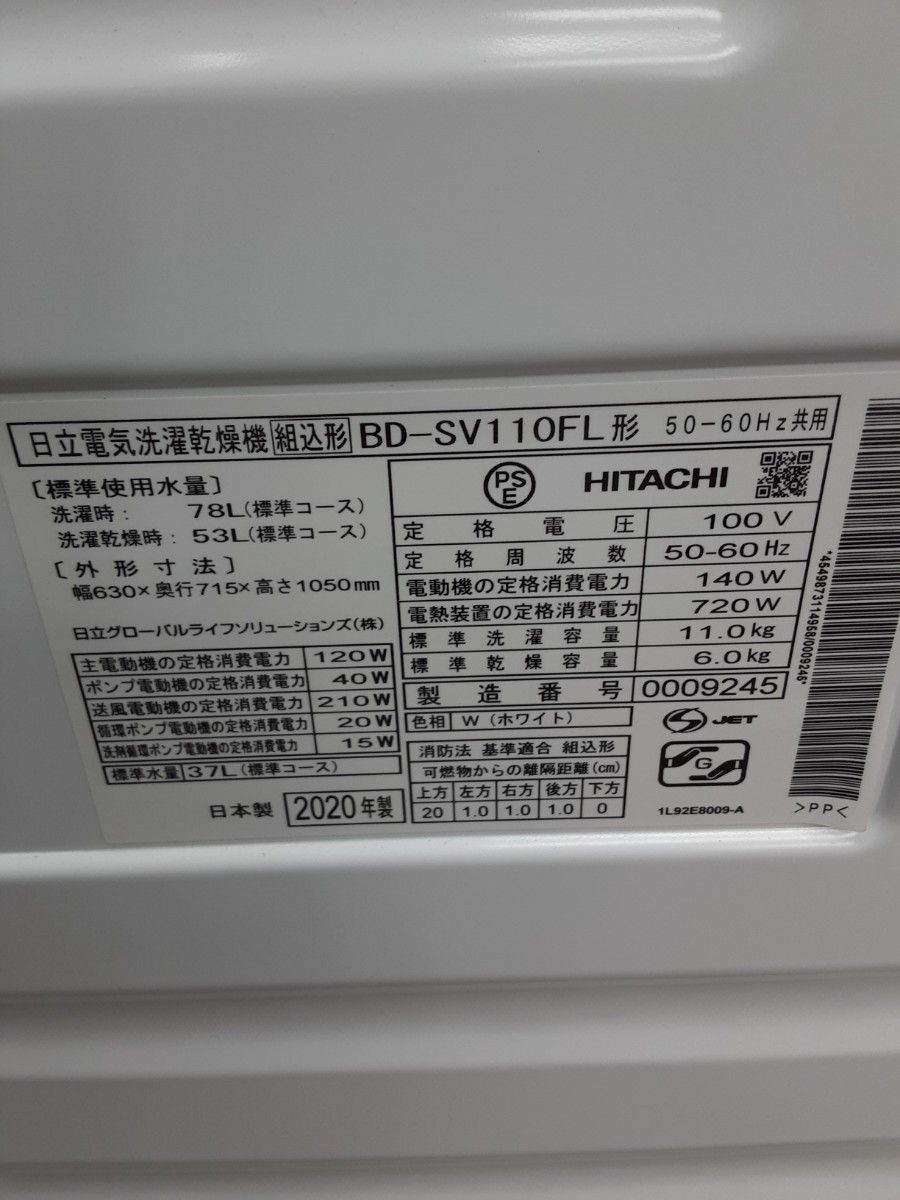 日立電気洗濯乾燥機 組込形 BD-SV110FL形 50-60Hz共用
〔標準使用水量〕
洗濯時: 78L(標準コース)
洗濯乾燥時: 53L(標準コース)
〔外形寸法〕
幅630×奥行715×高さ1050mm
日立グローバルライフソリューションズ(株)
主電動機の定格消費電力 120W
ポンプ電動機の定格消費電力 40W
送風電動機の定格消費電力 210W
循環ポンプ電動機の定格消費電力 20W
洗剤循環ポンプ電動機の定格消費電力 15W
標準水量 37L(標準コース)
日本製 2020年製
PSE HITACHI
定格電圧 100V
定格周波数 50-60Hz
電動機の定格消費電力 140W
電熱装置の定格消費電力 720W
標準洗濯容量 11.0kg
標準乾燥容量 6.0kg
製造番号 0009245
色相 W(ホワイト)
消防法 基準適合 組込形
可燃物からの離隔距離(cm)
上方 左方 右方 後方 下方
20 1.0 1.0 1.0 0
S JET
G
1L92E8009-A
*4549873114968/0009245*
>PP<